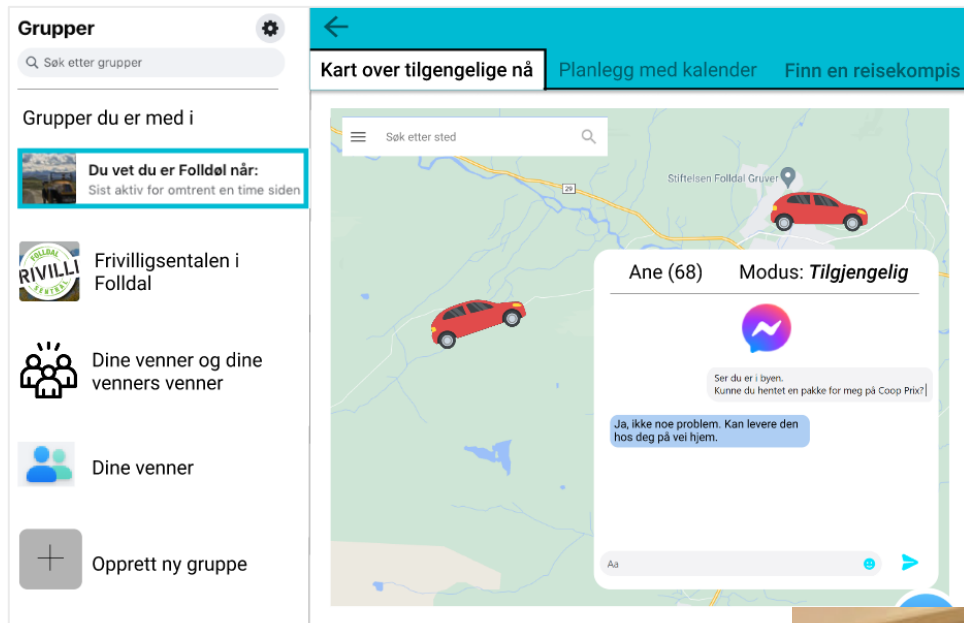 Grupper
Søk etter grupper
Grupper du er med i
Du vet du er Folldøl når:
Sist aktiv for omtrent en time siden
FOLLDAL
RIVILLI
SENTRAL
Frivilligsentalen i
Folldal
Dine venner og dine
venners venner
Dine venner
Opprett ny gruppe
Kart over tilgengelige nå
Planlegg med kalender
Finn en reisekompis
Søk etter sted
29
Stiftelsen Folldal Gruver
Ane (68) Modus: Tilgjengelig
Ser du er i byen.
Kunne du hentet en pakke for meg på Coop Prix?
Ja, ikke noe problem. Kan levere den
hos deg på vei hjem.
Aa